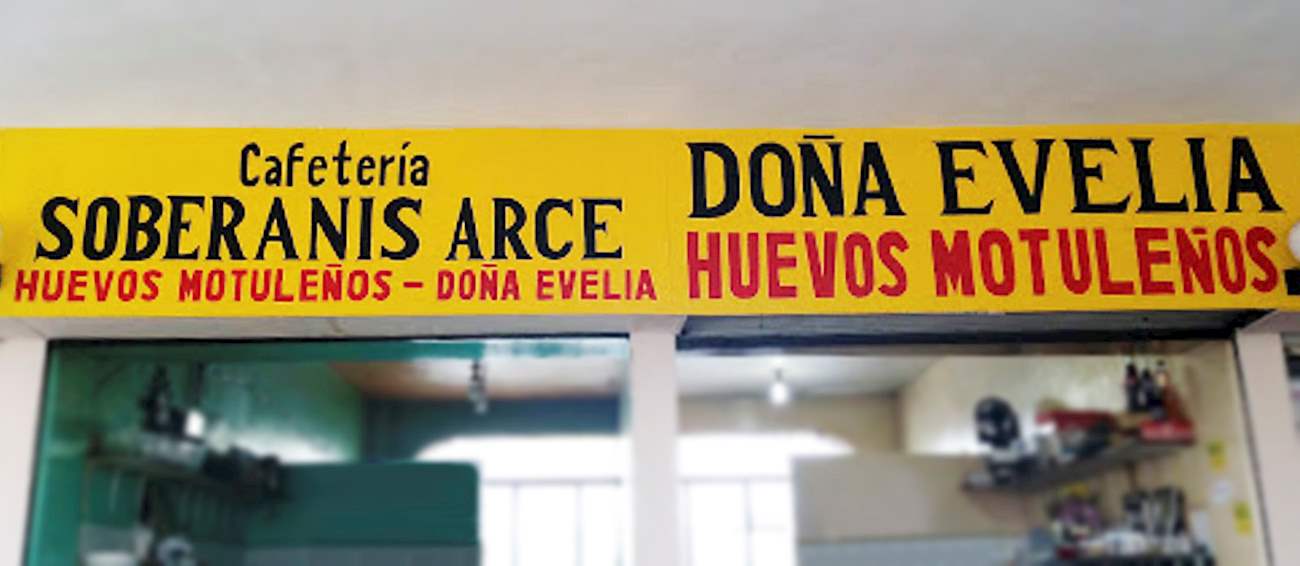 Cafetería
SOBERANIS ARCE
HUEVOS MOTULEÑOS - DOÑA EVELIA
DOÑA EVELIA
HUEVOS MOTULEÑOS